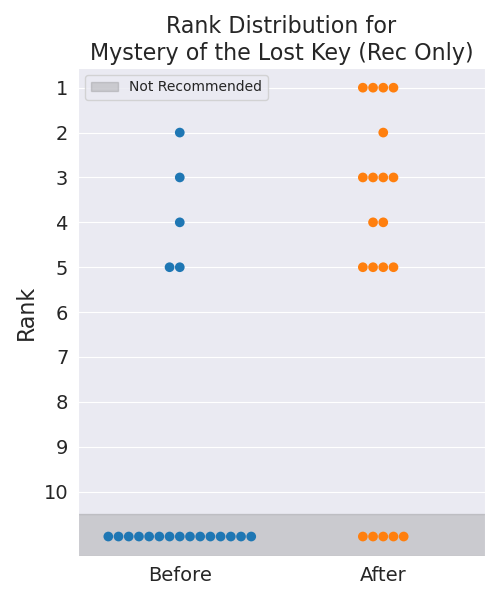 Rank Distribution for
Mystery of the Lost Key (Rec Only)
Not Recommended
Rank
1
2
3
4
5
6
7
8
9
10
Before
After